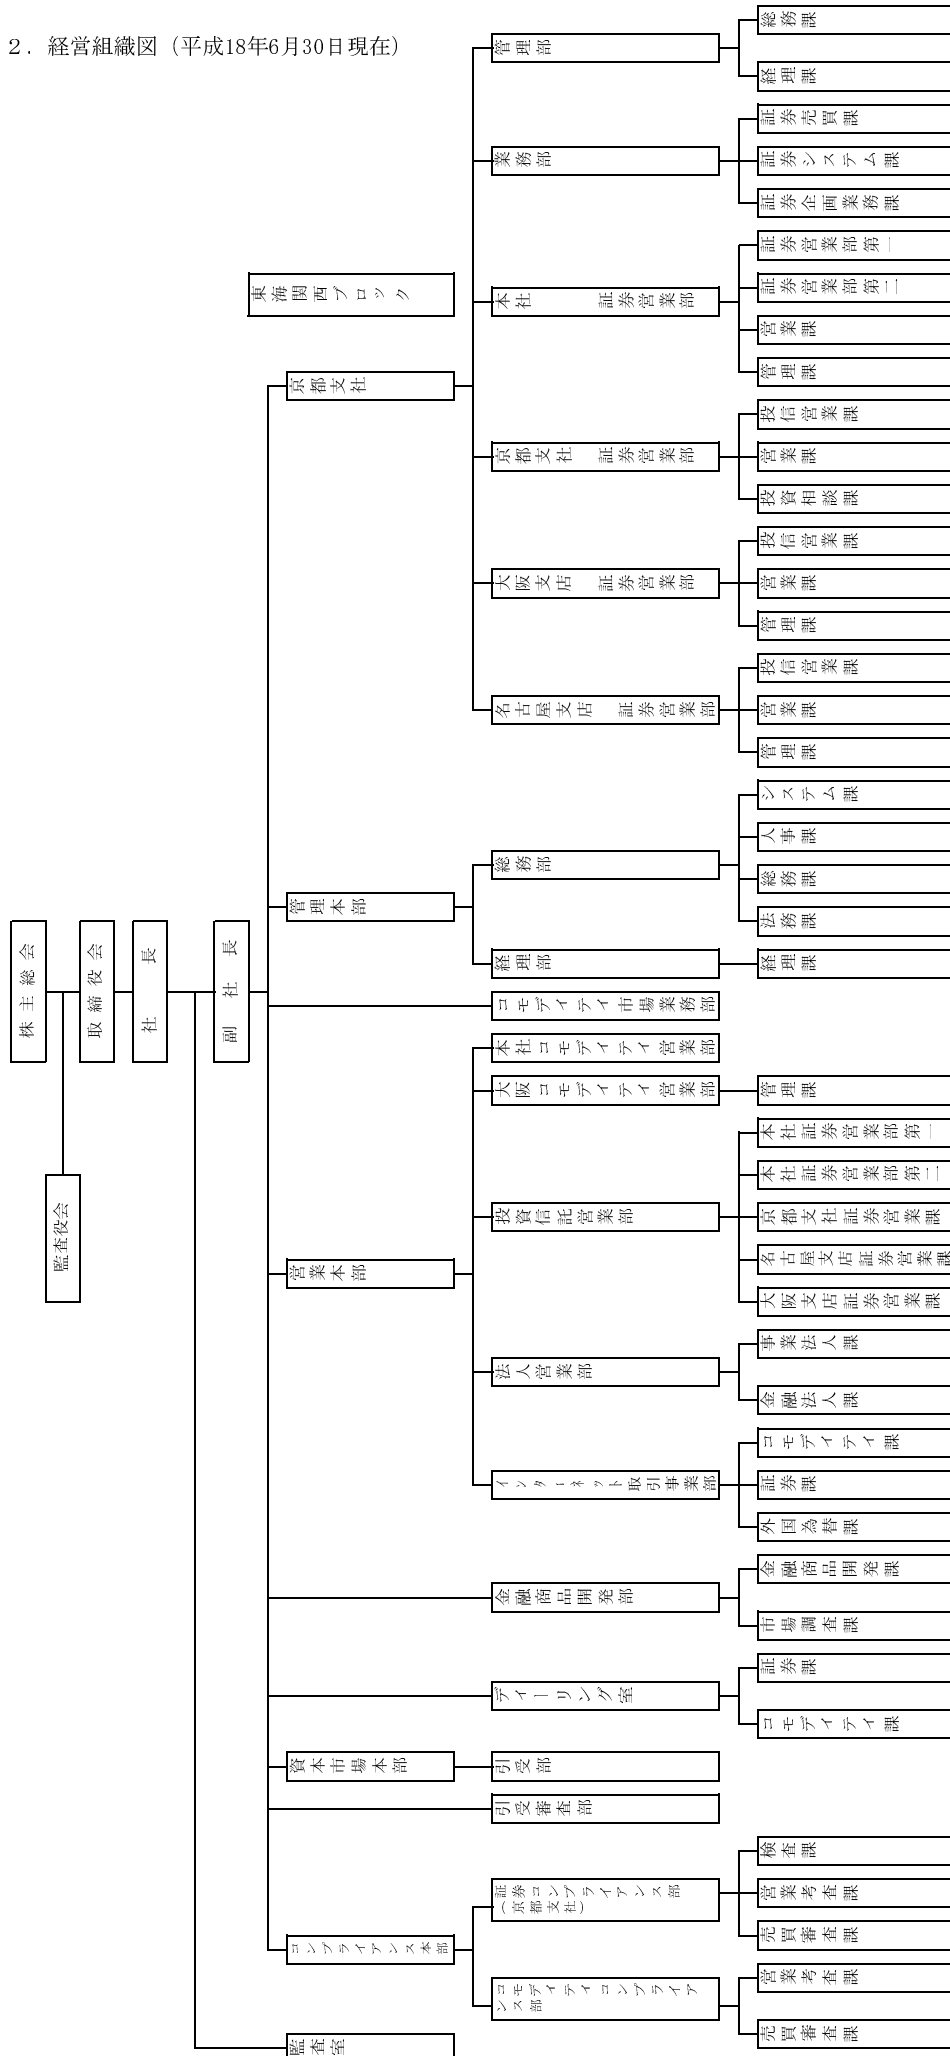 ２．経営組織図（平成18年6月30日現在）
株主総会
監査役会
取締役会
社長
副社長
東海関西ブロック
京都支社
管理部
総務課
経理課
業務部
証券売買課
証券システム課
証券企画業務課
本社　証券営業部
証券営業部第一
証券営業部第二
営業課
管理課
京都支社　証券営業部
投信営業課
営業課
投資相談課
大阪支店　証券営業部
投信営業課
営業課
管理課
名古屋支店　証券営業部
投信営業課
営業課
管理課
管理本部
総務部
システム課
人事課
総務課
法務課
経理部
経理課
コモデイテイ市場業務部
営業本部
本社コモデイテイ営業部
大阪コモデイテイ営業部
管理課
投資信託営業部
本社証券営業部第一
本社証券営業部第二
京都支社証券営業課
名古屋支店証券営業課
大阪支店証券営業課
法人営業部
事業法人課
金融法人課
インターネット取引事業部
コモデイテイ課
証券課
外国為替課
金融商品開発部
金融商品開発課
市場調査課
ディーリング室
証券課
コモデイテイ課
資本市場本部
引受部
引受審査部
コンプライアンス本部
証券コンプライアンス部
(京都支社)
検査課
営業考査課
売買審査課
コモデイテイコンプライア
ンス部
営業考査課
売買審査課
監査室